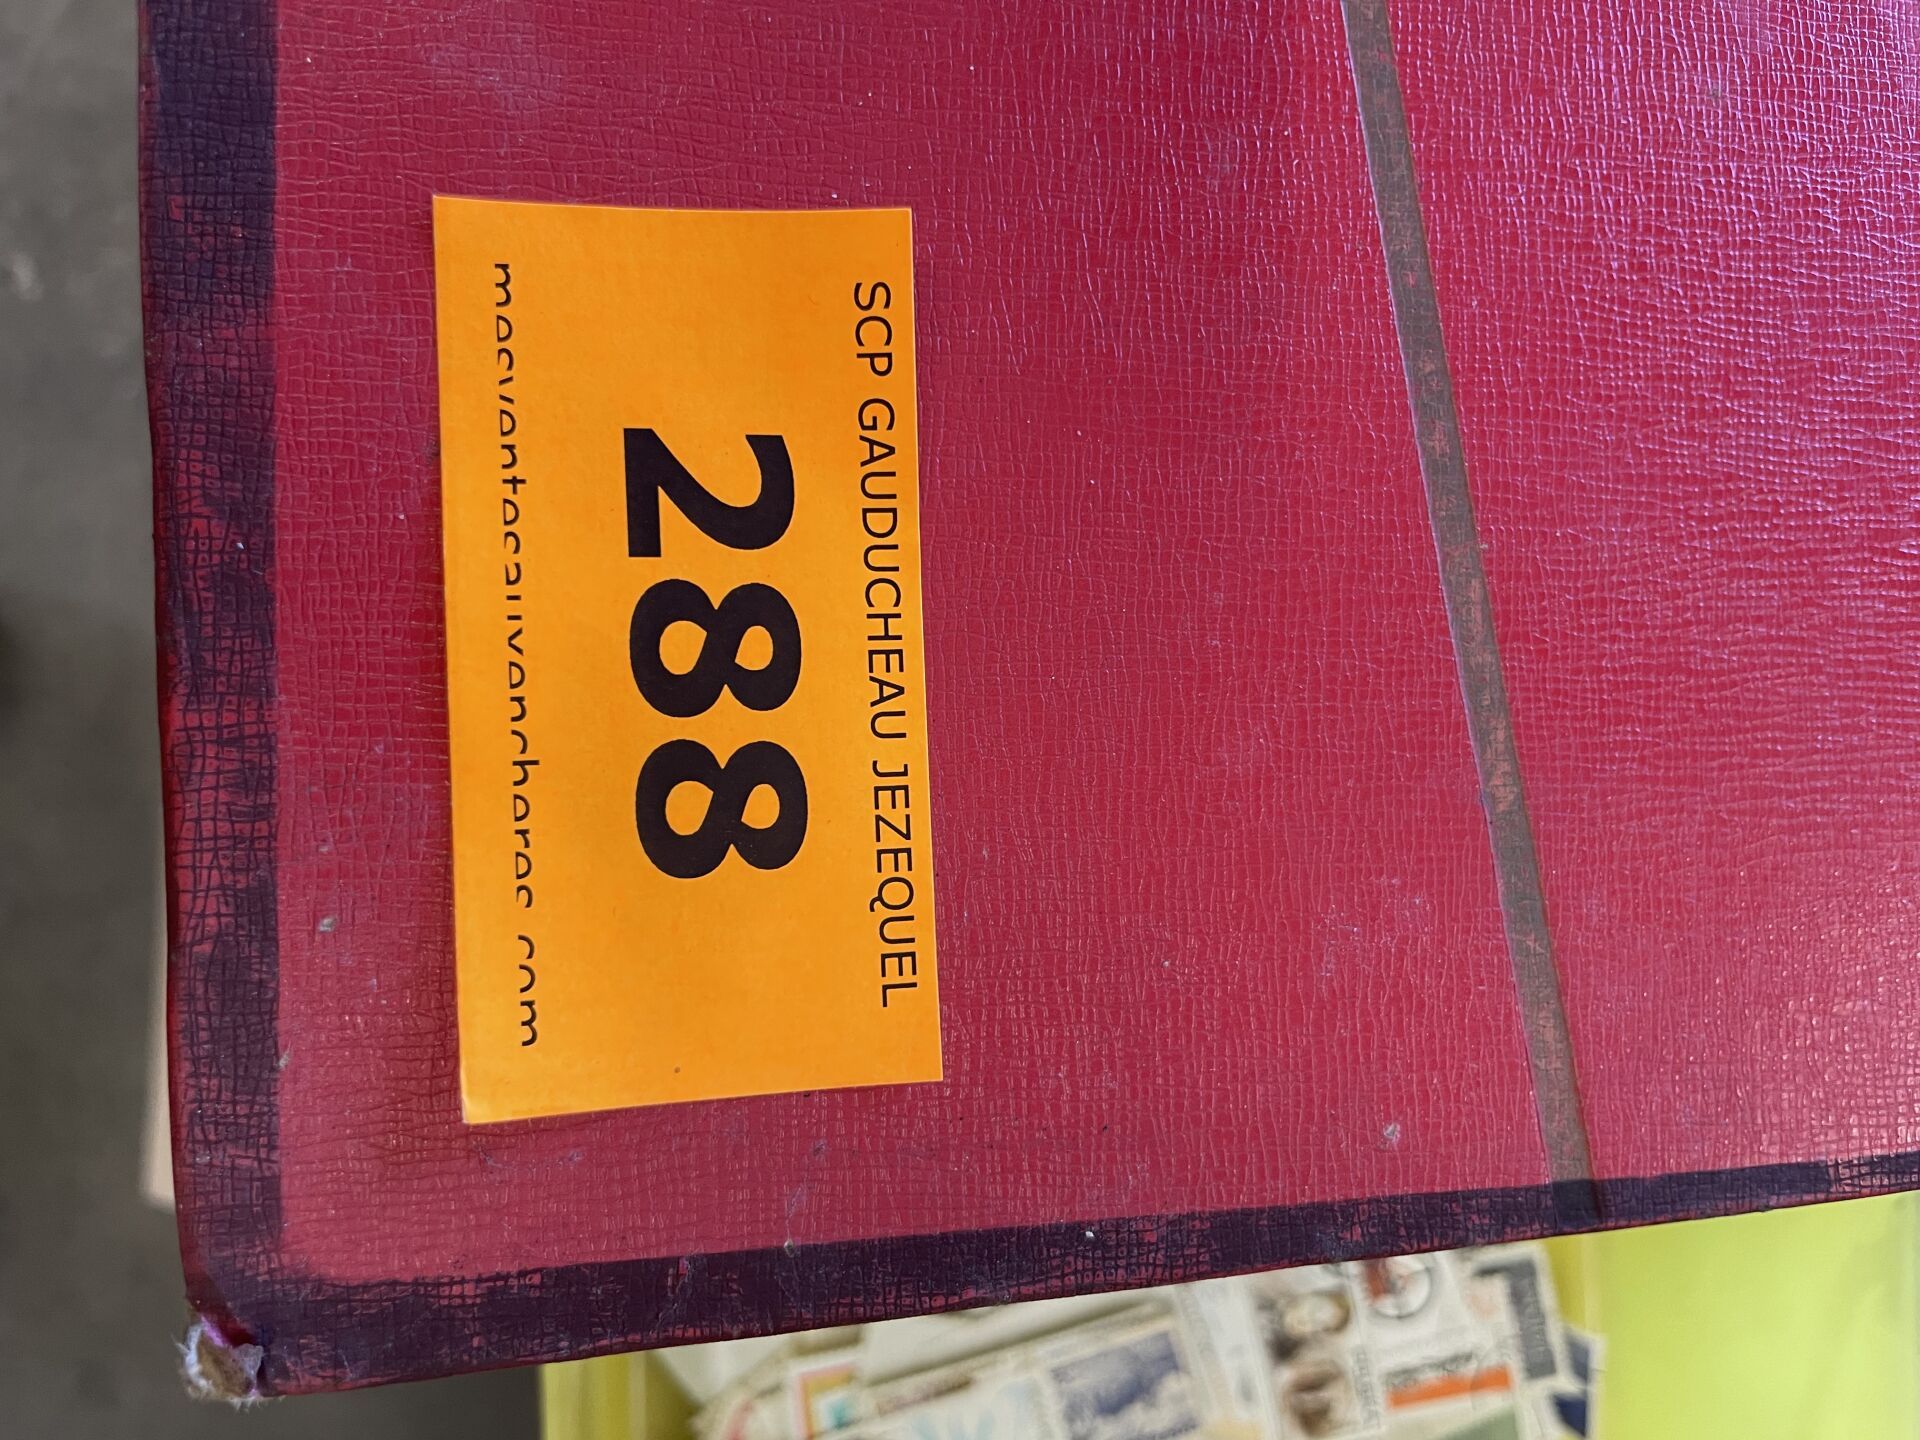 SCP GAUDUCHEAU JEZEQUEL
288
mesventesauxencheres.com